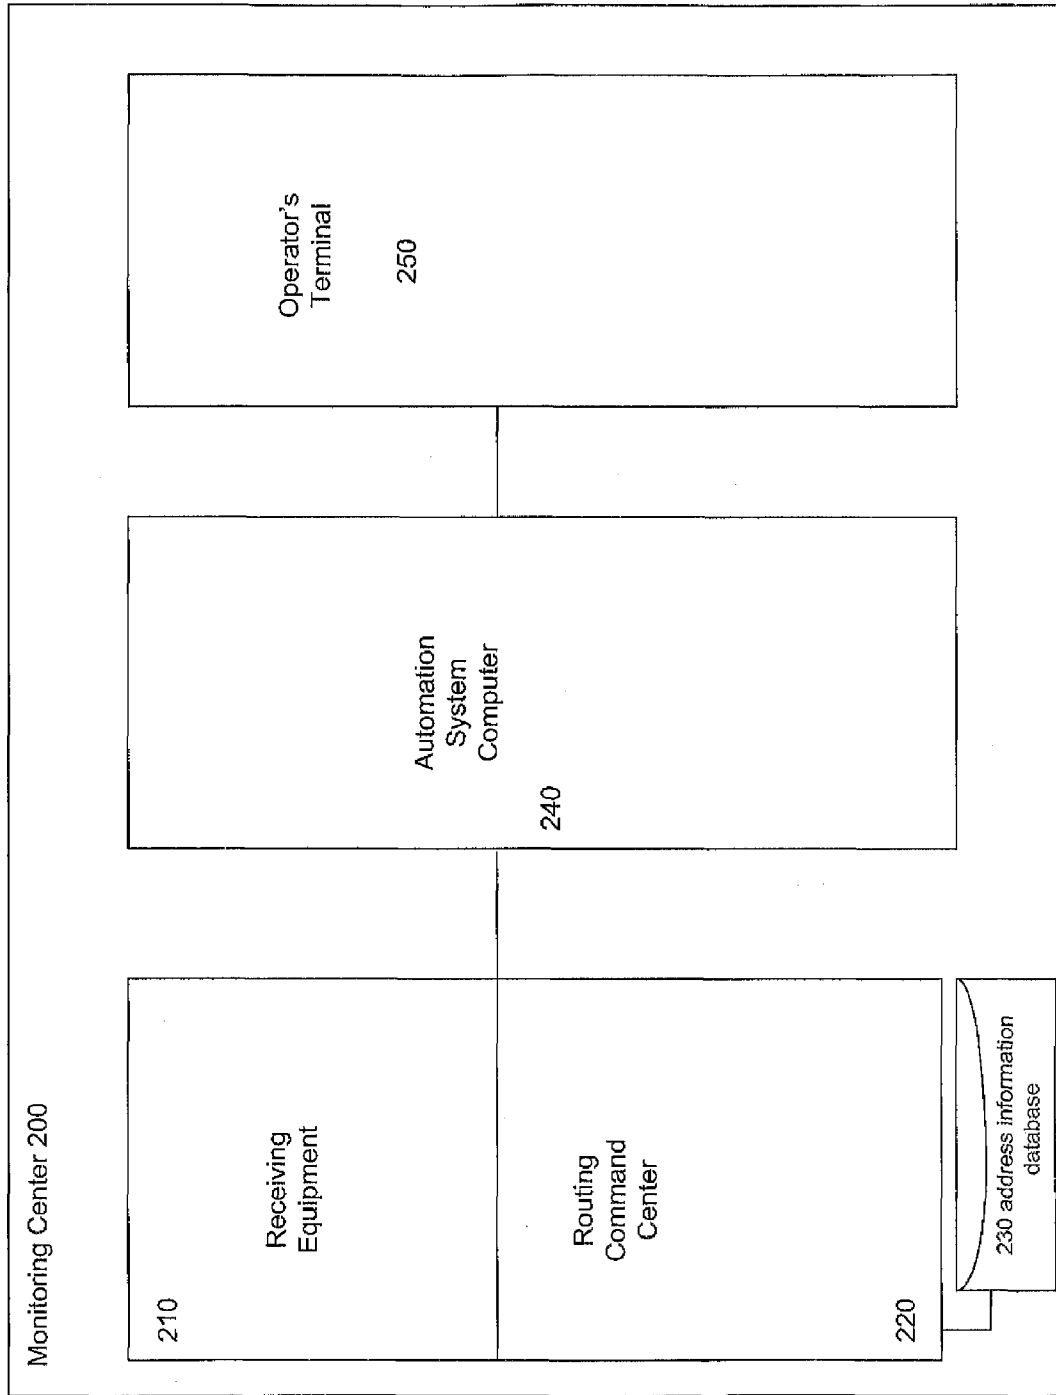 Monitoring Center 200
210
Receiving
Equipment
Routing
Command
Center
220
230 address information
database
Automation
System
Computer
240
Operator's
Terminal
250